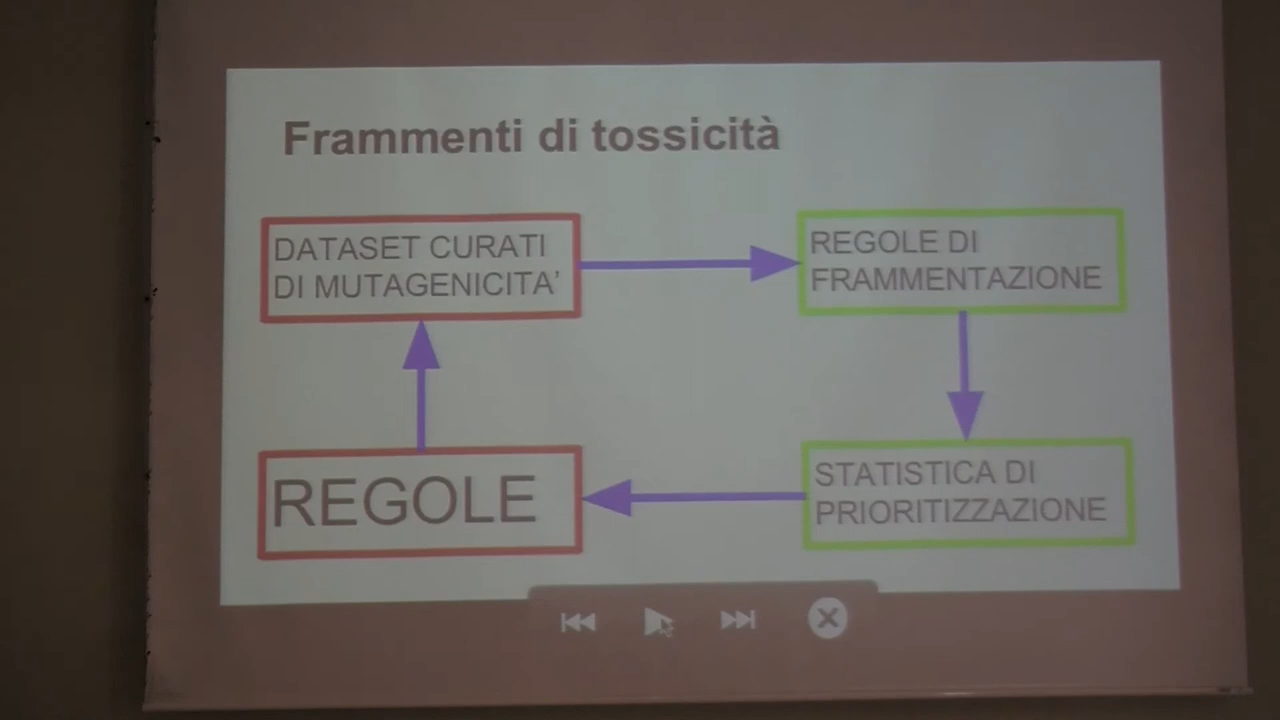 Frammenti di tossicità
DATASET CURATI
DI MUTAGENICITA'
REGOLE DI
FRAMMENTAZIONE
REGOLE
STATISTICA DI
PRIORITIZZAZIONE